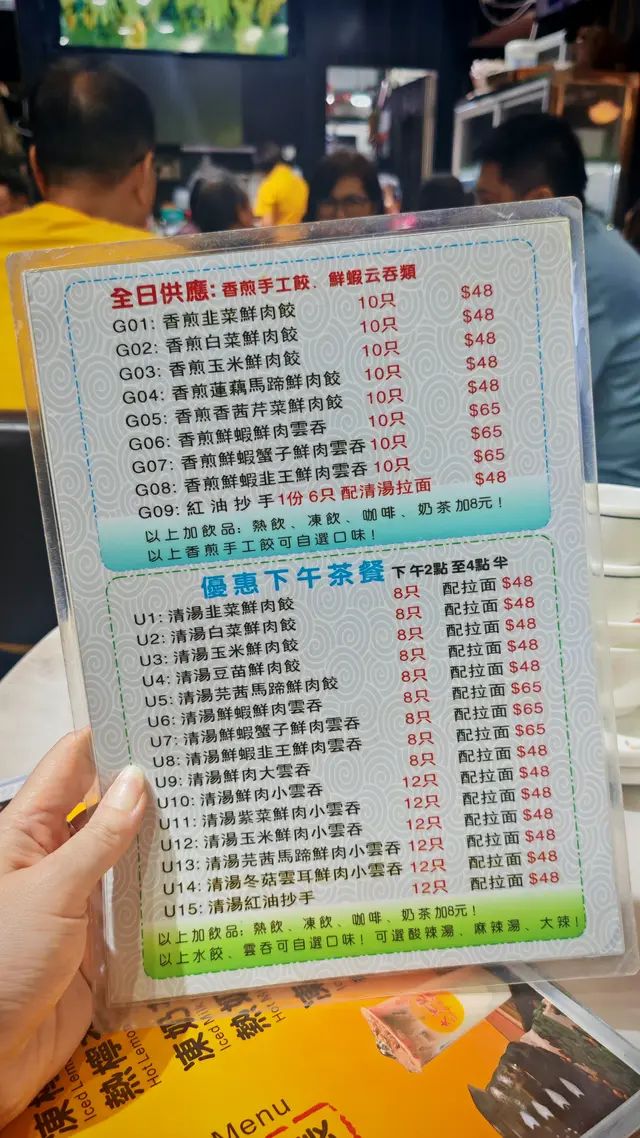 全日供應: 香煎手工餃、鮮蝦云吞類
G01: 香煎韭菜鮮肉餃 10只 $48
G02: 香煎白菜鮮肉餃 10只 $48
G03: 香煎玉米鮮肉餃 10只 $48
G04: 香煎蓮藕馬蹄鮮肉餃 10只 $48
G05: 香煎香茜芹菜鮮肉餃 10只 $48
G06: 香煎鮮蝦鮮肉雲吞 10只 $65
G07: 香煎鮮蝦蟹子鮮肉雲吞 10只 $65
G08: 香煎鮮蝦韭王鮮肉雲吞 10只 $65
G09: 紅油抄手 1份 6只 配清湯拉面 $48
以上加飲品: 熱飲、凍飲、咖啡、奶茶加8元！
以上香煎手工餃可自選口味！
優惠下午茶餐 下午2點至4點半
U1: 清湯韭菜鮮肉餃 8只 配拉面 $48
U2: 清湯白菜鮮肉餃 8只 配拉面 $48
U3: 清湯玉米鮮肉餃 8只 配拉面 $48
U4: 清湯豆苗鮮肉餃 8只 配拉面 $48
U5: 清湯芫茜馬蹄鮮肉餃 8只 配拉面 $48
U6: 清湯鮮蝦鮮肉雲吞 8只 配拉面 $65
U7: 清湯鮮蝦蟹子鮮肉雲吞 8只 配拉面 $65
U8: 清湯鮮蝦韭王鮮肉雲吞 8只 配拉面 $65
U9: 清湯鮮肉大雲吞 8只 配拉面 $48
U10: 清湯鮮肉小雲吞 12只 配拉面 $48
U11: 清湯紫菜鮮肉小雲吞 12只 配拉面 $48
U12: 清湯玉米鮮肉小雲吞 12只 配拉面 $48
U13: 清湯芫茜馬蹄鮮肉小雲吞 12只 配拉面 $48
U14: 清湯冬菇雲耳鮮肉小雲吞 12只 配拉面 $48
U15: 清湯紅油抄手 12只 配拉面 $48
以上加飲品: 熱飲、凍飲、咖啡、奶茶加8元！
以上水餃、雲吞可自選口味！可選酸辣湯、麻辣湯、大辣！
Menu